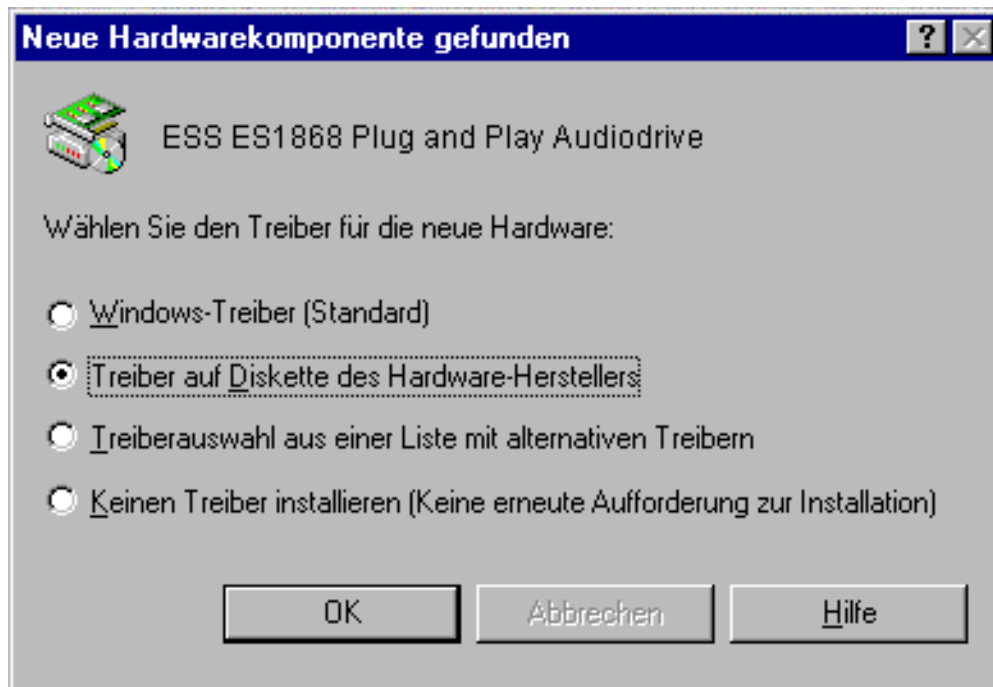 Neue Hardwarekomponente gefunden
ESS ES1868 Plug and Play Audiodrive
Wählen Sie den Treiber für die neue Hardware:
Windows-Treiber (Standard)
Treiber auf Diskette des Hardware-Herstellers
Treiberauswahl aus einer Liste mit alternativen Treibern
Keinen Treiber installieren (Keine erneute Aufforderung zur Installation)
OK Abbrechen Hilfe